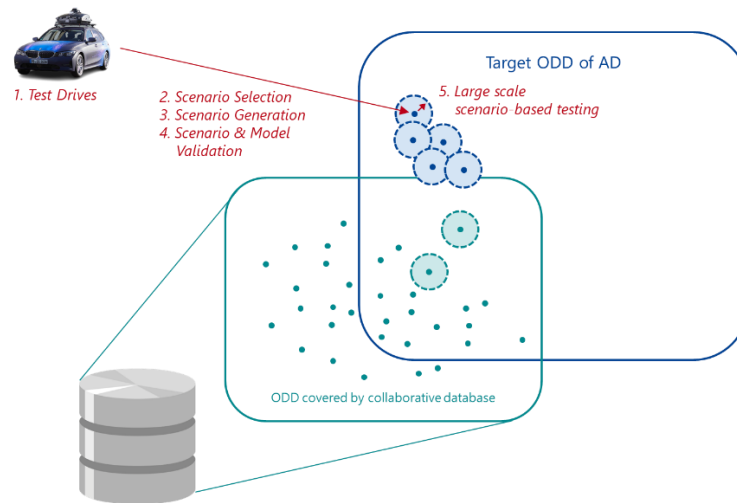 Target ODD of AD
1. Test Drives
2. Scenario Selection
3. Scenario Generation
4. Scenario & Model
Validation
5. Large scale
scenario-based testing
ODD covered by collaborative database